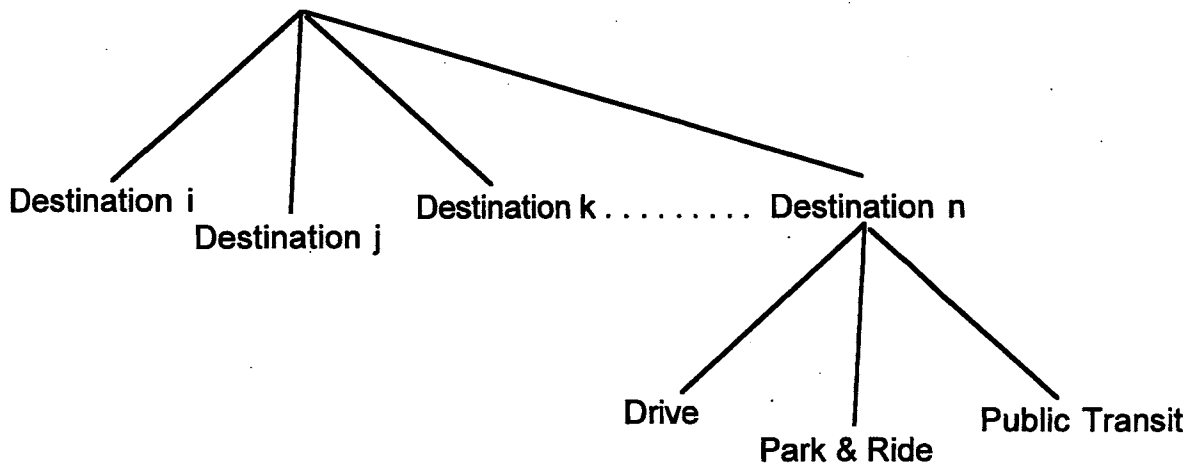 Destination i
Destination j
Destination k ......... Destination n
Drive
Park & Ride
Public Transit